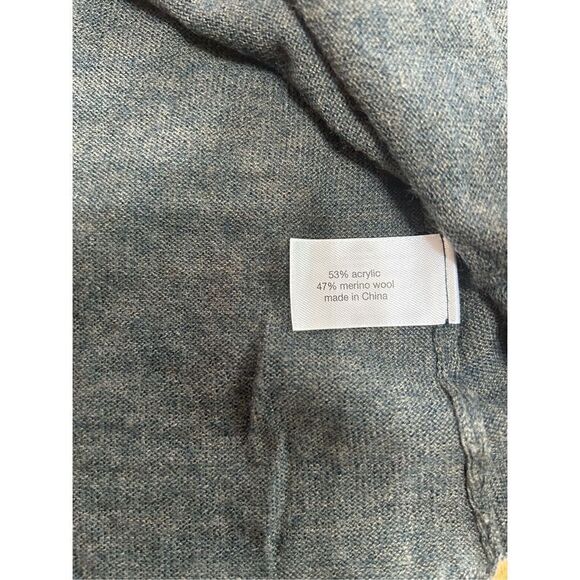 53% acrylic
47% merino wool
made in China